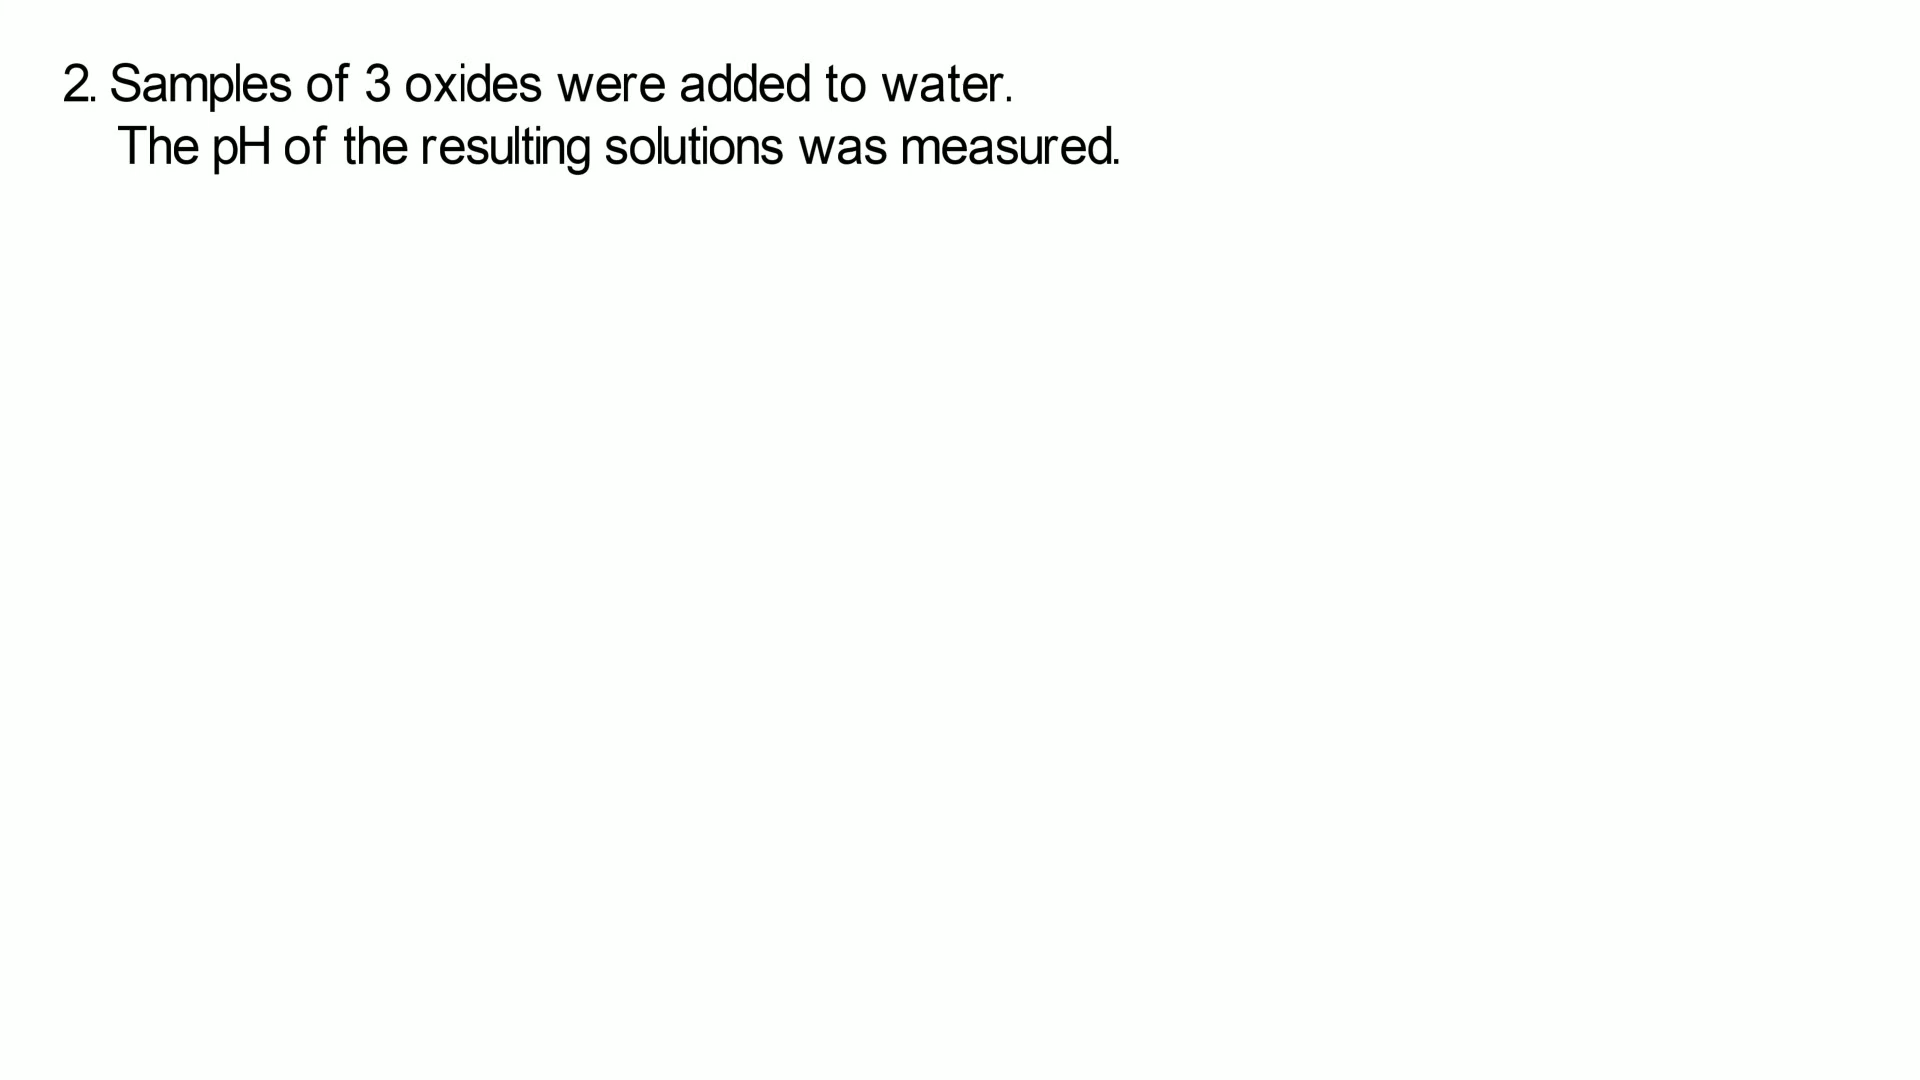 2. Samples of 3 oxides were added to water.
The pH of the resulting solutions was measured.